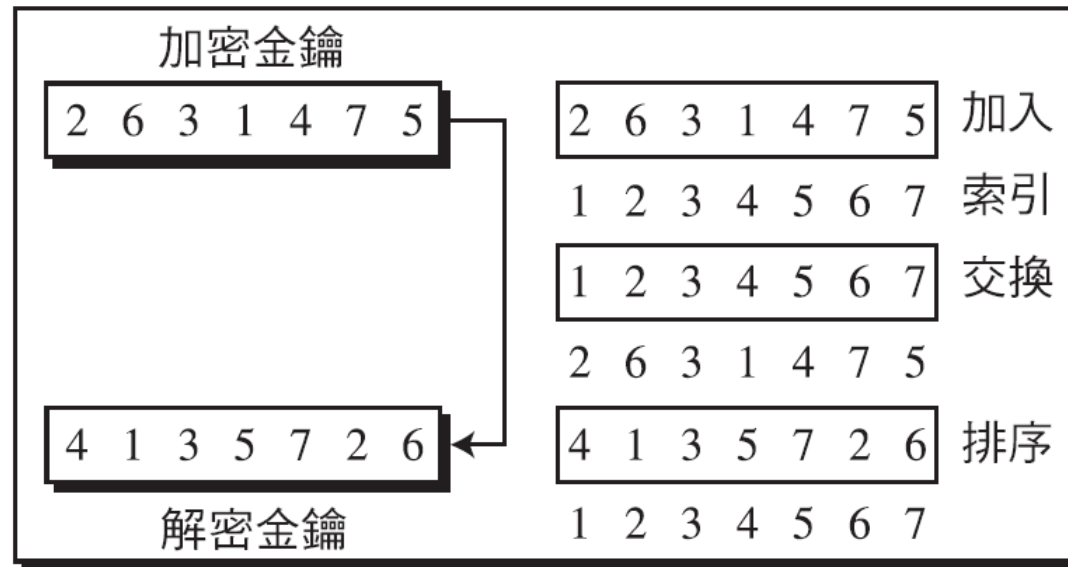 加密金鑰
2 6 3 1 4 7 5
2 6 3 1 4 7 5 加入
1 2 3 4 5 6 7 索引
1 2 3 4 5 6 7 交換
2 6 3 1 4 7 5
4 1 3 5 7 2 6
4 1 3 5 7 2 6 排序
解密金鑰
1 2 3 4 5 6 7